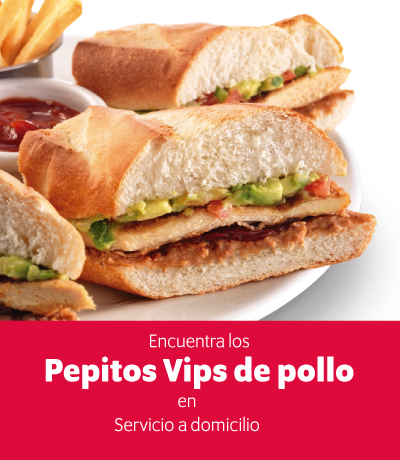 Encuentra los
Pepitos Vips de pollo
en
Servicio a domicilio